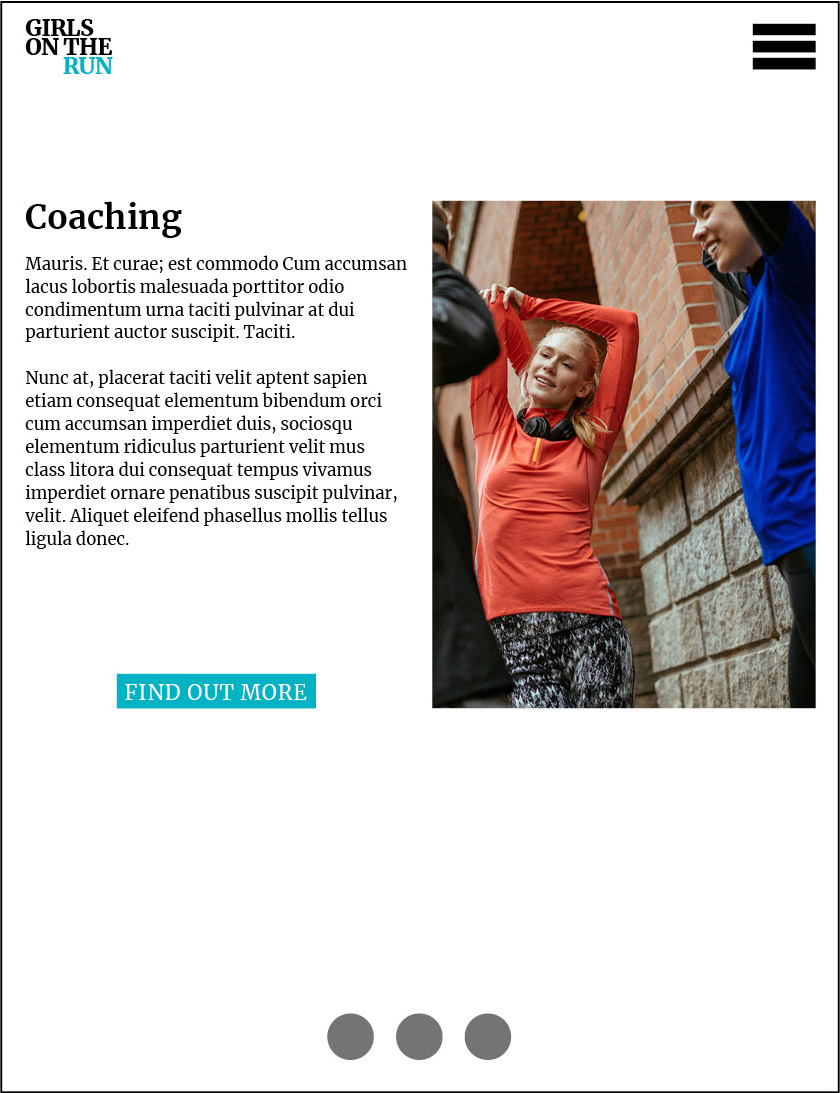 GIRLS
ON THE
RUN
Coaching
Mauris. Et curae; est commodo Cum accumsan
lacus lobortis malesuada porttitor odio
condimentum urna taciti pulvinar at dui
parturient auctor suscipit. Taciti.
Nunc at, placerat taciti velit aptent sapien
etiam consequat elementum bibendum orci
cum accumsan imperdiet duis, sociosqu
elementum ridiculus parturient velit mus
class litora dui consequat tempus vivamus
imperdiet ornare penatibus suscipit pulvinar,
velit. Aliquet eleifend phasellus mollis tellus
ligula donec.
FIND OUT MORE